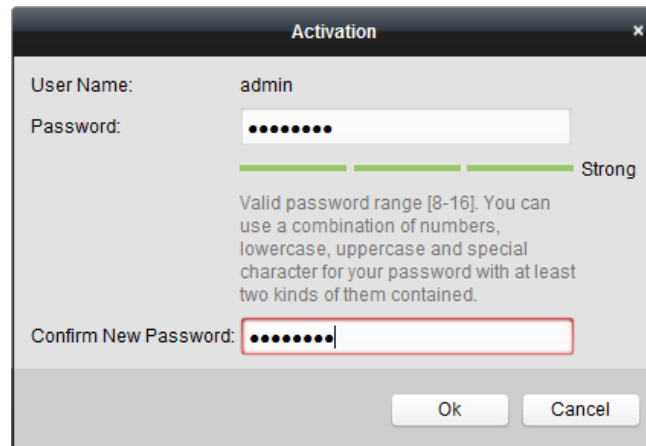 Activation ×
User Name: admin
Password: ●●●●●●●●
Strong
Valid password range [8-16]. You can
use a combination of numbers,
lowercase, uppercase and special
character for your password with at least
two kinds of them contained.
Confirm New Password: ●●●●●●●●
Ok Cancel